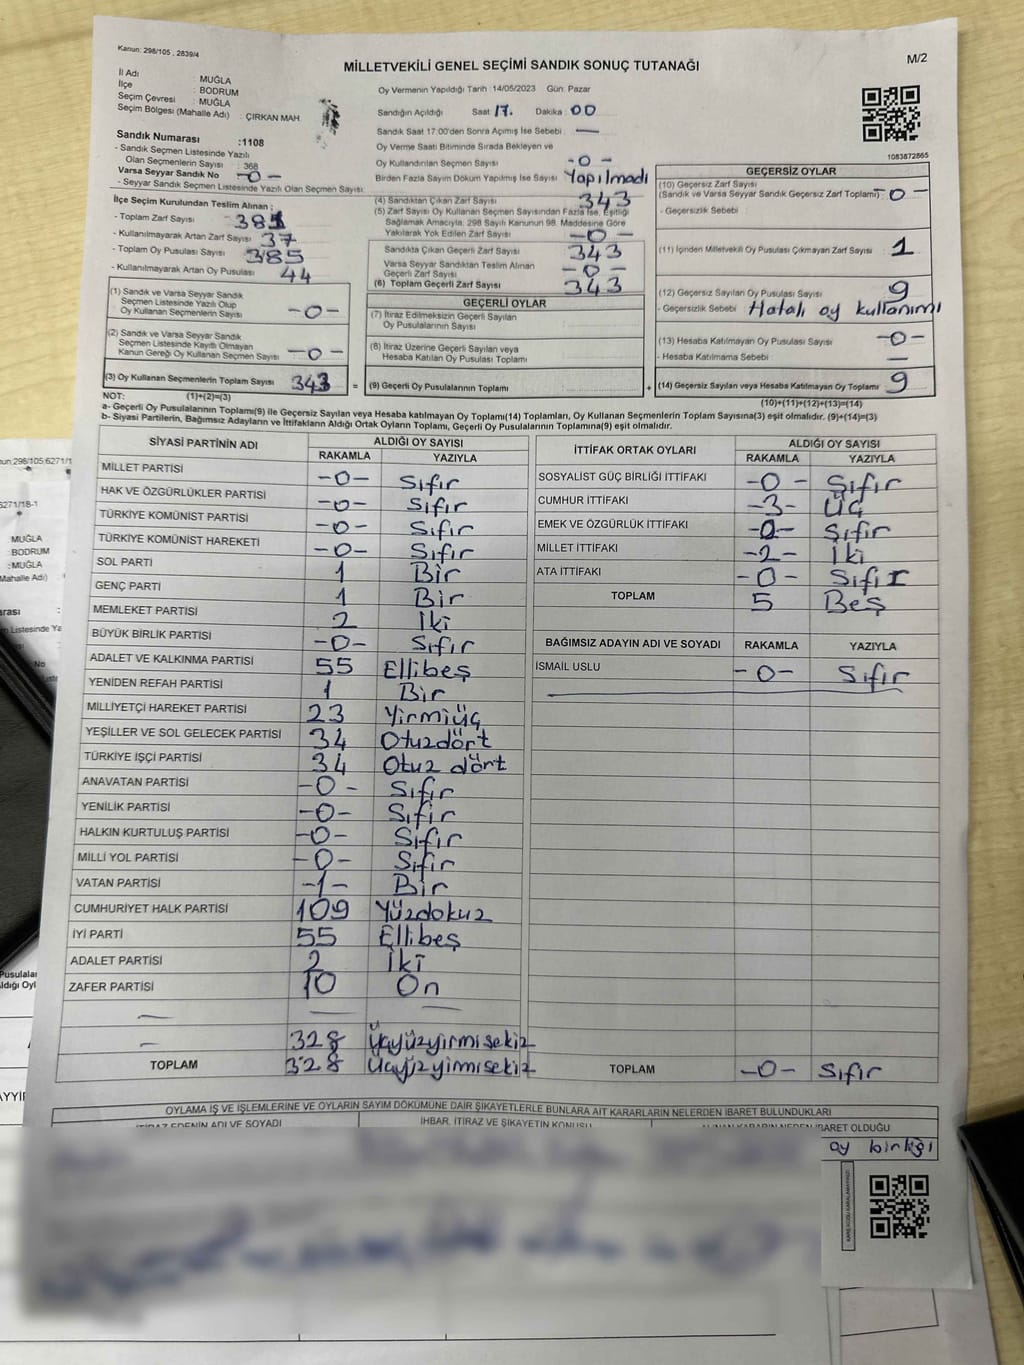 Kanun: 298/105 , 2839/4
M/2
MİLLETVEKİLİ GENEL SEÇİMİ SANDIK SONUÇ TUTANAĞI
İl Adı : MUĞLA
İlçe : BODRUM
Seçim Çevresi : MUĞLA
Seçim Bölgesi (Mahalle Adı) : ÇIRKAN MAH.
Sandık Numarası :1108
- Sandık Seçmen Listesinde Yazılı
Olan Seçmenlerin Sayısı : 368
Varsa Seyyar Sandık No -0-
- Seyyar Sandık Seçmen Listesinde Yazılı Olan Seçmen Sayısı
İlçe Seçim Kurulundan Teslim Alınan :
- Toplam Zarf Sayısı 381
- Kullanılmayarak Artan Zarf Sayısı 37
- Toplam Oy Pusulası Sayısı 385
- Kullanılmayarak Artan Oy Pusulası 44
Oy Vermenin Yapıldığı Tarih : 14/05/2023 Gün: Pazar
Sandığın Açıldığı Saat 17. Dakika 00
Sandık Saat 17:00'den Sonra Açılmış İse Sebebi : —
Oy Verme Saati Bitiminde Sırada Bekleyen ve
Oy Kullandırılan Seçmen Sayısı -0-
Birden Fazla Sayım Döküm Yapılmış İse Sayısı Yapılmadı
(4) Sandıktan Çıkan Zarf Sayısı 343
(5) Zarf Sayısı Oy Kullanan Seçmen Sayısından Fazla İse, Eşitliği
Sağlamak Amacıyla, 298 Sayılı Kanunun 98. Maddesine Göre
Yakılarak Yok Edilen Zarf Sayısı -0-
Sandıkta Çıkan Geçerli Zarf Sayısı 343
Varsa Seyyar Sandıktan Teslim Alınan
Geçerli Zarf Sayısı -0-
(6) Toplam Geçerli Zarf Sayısı 343
1083872865
GEÇERSİZ OYLAR
(10) Geçersiz Zarf Sayısı
(Sandık ve Varsa Seyyar Sandık Geçersiz Zarf Toplamı) -0-
- Geçersizlik Sebebi :
(11) İçinden Milletvekili Oy Pusulası Çıkmayan Zarf Sayısı : 1
(12) Geçersiz Sayılan Oy Pusulası Sayısı 9
- Geçersizlik Sebebi : Hatalı oy kullanımı
(13) Hesaba Katılmayan Oy Pusulası Sayısı -0-
- Hesaba Katılmama Sebebi : —
(14) Geçersiz Sayılan veya Hesaba Katılmayan Oy Toplamı : 9
(10)+(11)+(12)+(13)=(14)
(1) Sandık ve Varsa Seyyar Sandık
Seçmen Listesinde Yazılı Olup
Oy Kullanan Seçmenlerin Sayısı : -0-
(2) Sandık ve Varsa Seyyar Sandık
Seçmen Listesinde Kayıtlı Olmayan
Kanun Gereği Oy Kullanan Seçmen Sayısı -0-
(3) Oy Kullanan Seçmenlerin Toplam Sayısı 343 =
GEÇERLİ OYLAR
(7) İtiraz Edilmeksizin Geçerli Sayılan
Oy Pusulalarının Sayısı :
(8) İtiraz Üzerine Geçerli Sayılan veya
Hesaba Katılan Oy Pusulası Toplamı :
(9) Geçerli Oy Pusulalarının Toplamı : +
NOT: (1)+(2)=(3)
a- Geçerli Oy Pusulalarının Toplamı(9) ile Geçersiz Sayılan veya Hesaba katılmayan Oy Toplamı(14) Toplamları, Oy Kullanan Seçmenlerin Toplam Sayısına(3) eşit olmalıdır. (9)+(14)=(3)
b- Siyasi Partilerin, Bağımsız Adayların ve İttifakların Aldığı Ortak Oyların Toplamı, Geçerli Oy Pusulalarının Toplamına(9) eşit olmalıdır.
SİYASİ PARTİNİN ADI ALDIĞI OY SAYISI
RAKAMLA YAZIYLA
MİLLET PARTİSİ -0- Sıfır
HAK VE ÖZGÜRLÜKLER PARTİSİ -0- Sıfır
TÜRKİYE KOMÜNİST PARTİSİ -0- Sıfır
TÜRKİYE KOMÜNİST HAREKETİ -0- Sıfır
SOL PARTİ 1 Bir
GENÇ PARTİ 1 Bir
MEMLEKET PARTİSİ 2 İki
BÜYÜK BİRLİK PARTİSİ -0- Sıfır
ADALET VE KALKINMA PARTİSİ 55 Ellibeş
YENİDEN REFAH PARTİSİ 1 Bir
MİLLİYETÇİ HAREKET PARTİSİ 23 Yirmiüç
YEŞİLLER VE SOL GELECEK PARTİSİ 34 Otuzdört
TÜRKİYE İŞÇİ PARTİSİ 34 Otuz dört
ANAVATAN PARTİSİ -0- Sıfır
YENİLİK PARTİSİ -0- Sıfır
HALKIN KURTULUŞ PARTİSİ -0- Sıfır
MİLLİ YOL PARTİSİ -0- Sıfır
VATAN PARTİSİ -1- Bir
CUMHURİYET HALK PARTİSİ 109 Yüzdokuz
İYİ PARTİ 55 Ellibeş
ADALET PARTİSİ 2 İki
ZAFER PARTİSİ 10 On
— — —
— 328 Üçyüzyirmisekiz
TOPLAM 328 Üçyüzyirmisekiz
İTTİFAK ORTAK OYLARI ALDIĞI OY SAYISI
RAKAMLA YAZIYLA
SOSYALİST GÜÇ BİRLİĞİ İTTİFAKI -0- Sıfır
CUMHUR İTTİFAKI -3- Üç
EMEK VE ÖZGÜRLÜK İTTİFAKI -0- Sıfır
MİLLET İTTİFAKI -2- İki
ATA İTTİFAKI -0- Sıfır
TOPLAM 5 Beş
BAĞIMSIZ ADAYIN ADI VE SOYADI RAKAMLA YAZIYLA
İSMAİL USLU -0- Sıfır
TOPLAM -0- Sıfır
OYLAMA İŞ VE İŞLEMLERİNE VE OYLARIN SAYIM DÖKÜMÜNE DAİR ŞİKAYETLERLE BUNLARA AİT KARARLARIN NELERDEN İBARET BULUNDUKLARI
İTİRAZ EDENİN ADI VE SOYADI İHBAR, İTİRAZ VE ŞİKAYETİN KONUSU ALINAN KARARIN NEDEN İBARET OLDUĞU
oy birliği
MUĞLA
: BODRUM
: MUĞLA
Mahalle Adı) :